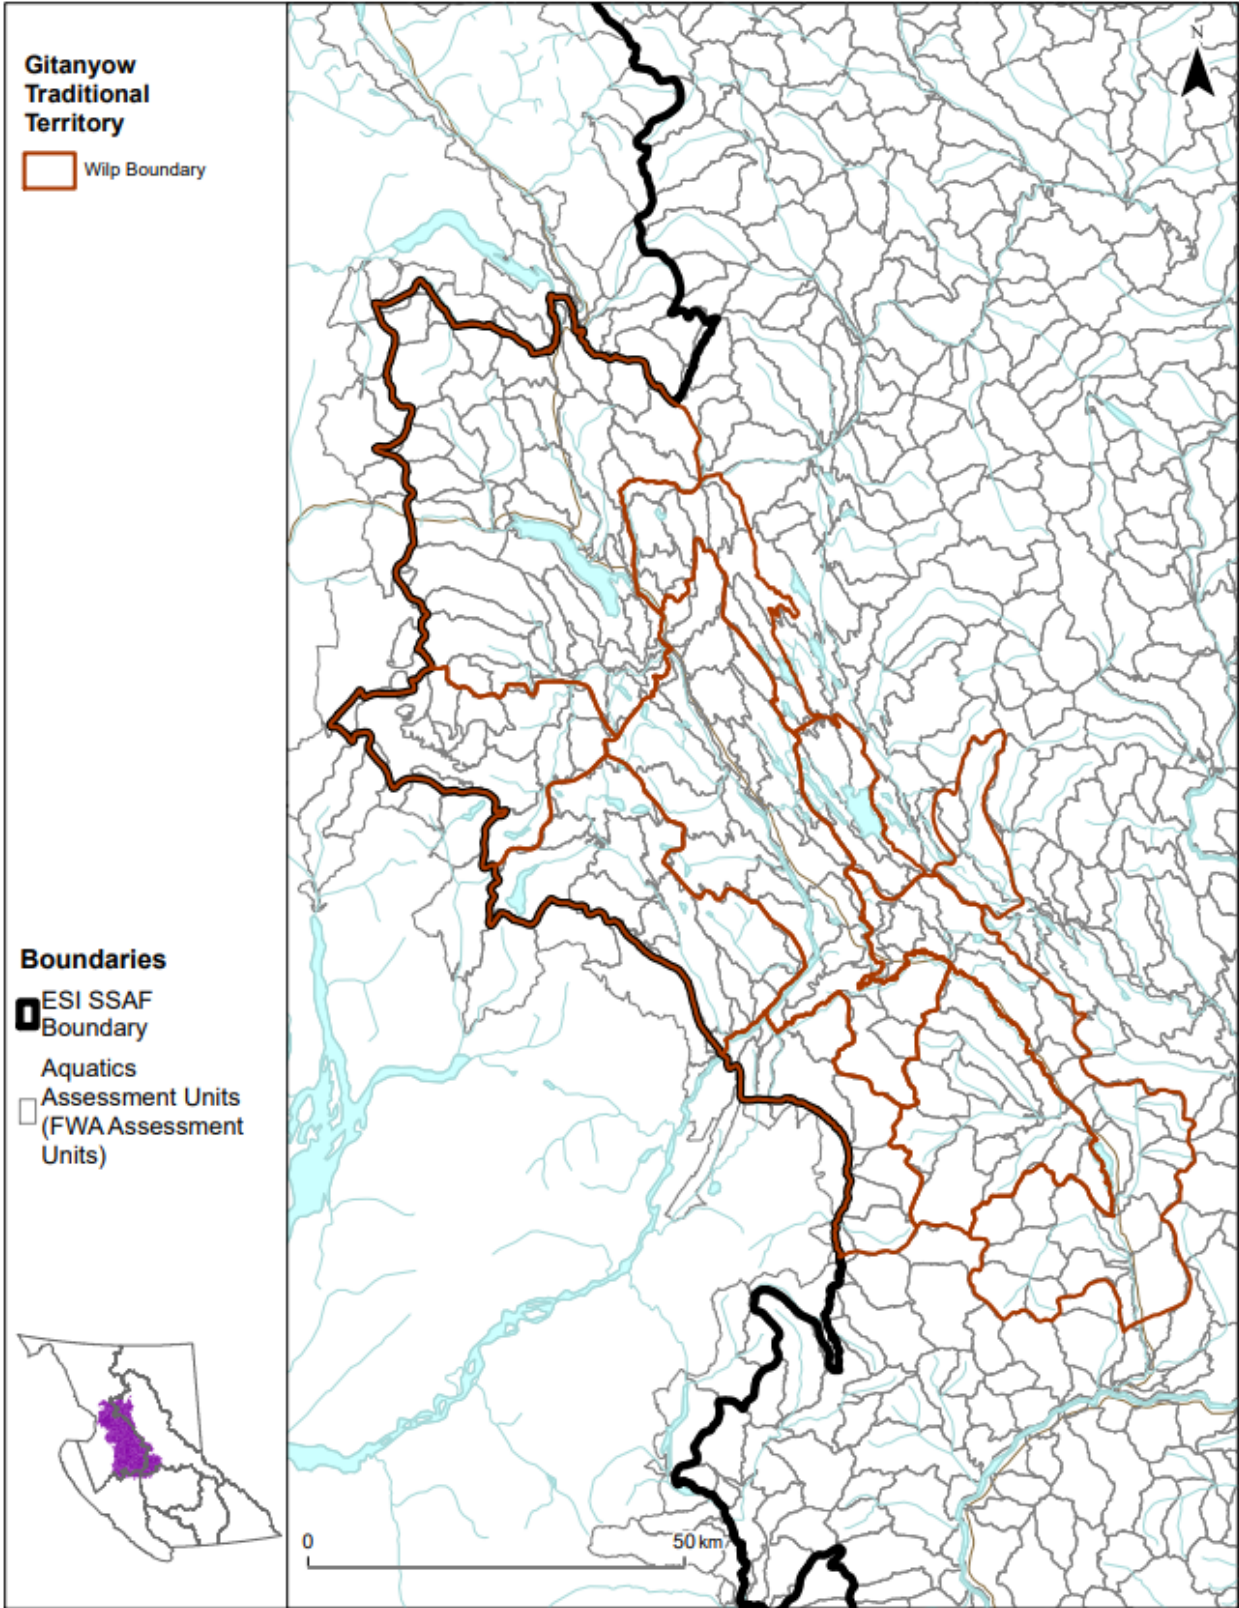 Gitanyow
Traditional
Territory
Wilp Boundary
N
Boundaries
ESI SSAF
Boundary
Aquatics
Assessment Units
(FWA Assessment
Units)
0
50 km